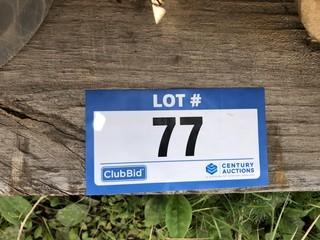 LOT #
77
ClubBid
CENTURY
AUCTIONS